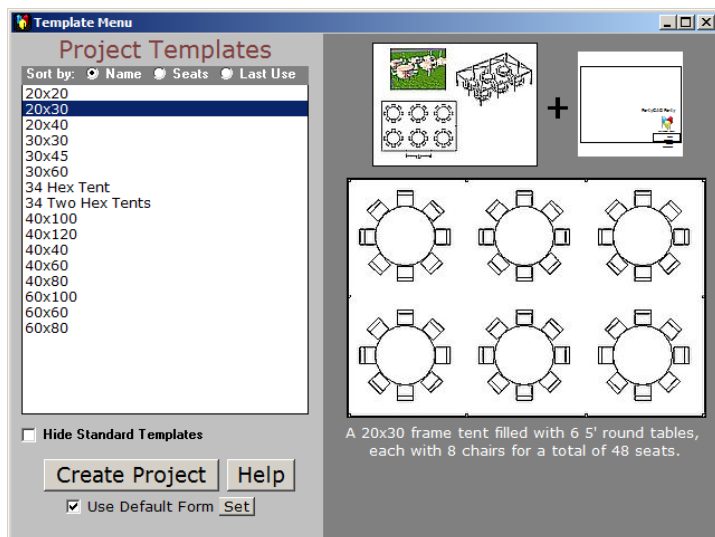 Template Menu
Project Templates
Sort by: Name Seats Last Use
20x20
20x30
20x40
30x30
30x45
30x60
34 Hex Tent
34 Two Hex Tents
40x100
40x120
40x40
40x60
40x80
60x100
60x60
60x80
Hide Standard Templates
Create Project Help
Use Default Form Set
+
A 20x30 frame tent filled with 6 5' round tables,
each with 8 chairs for a total of 48 seats.